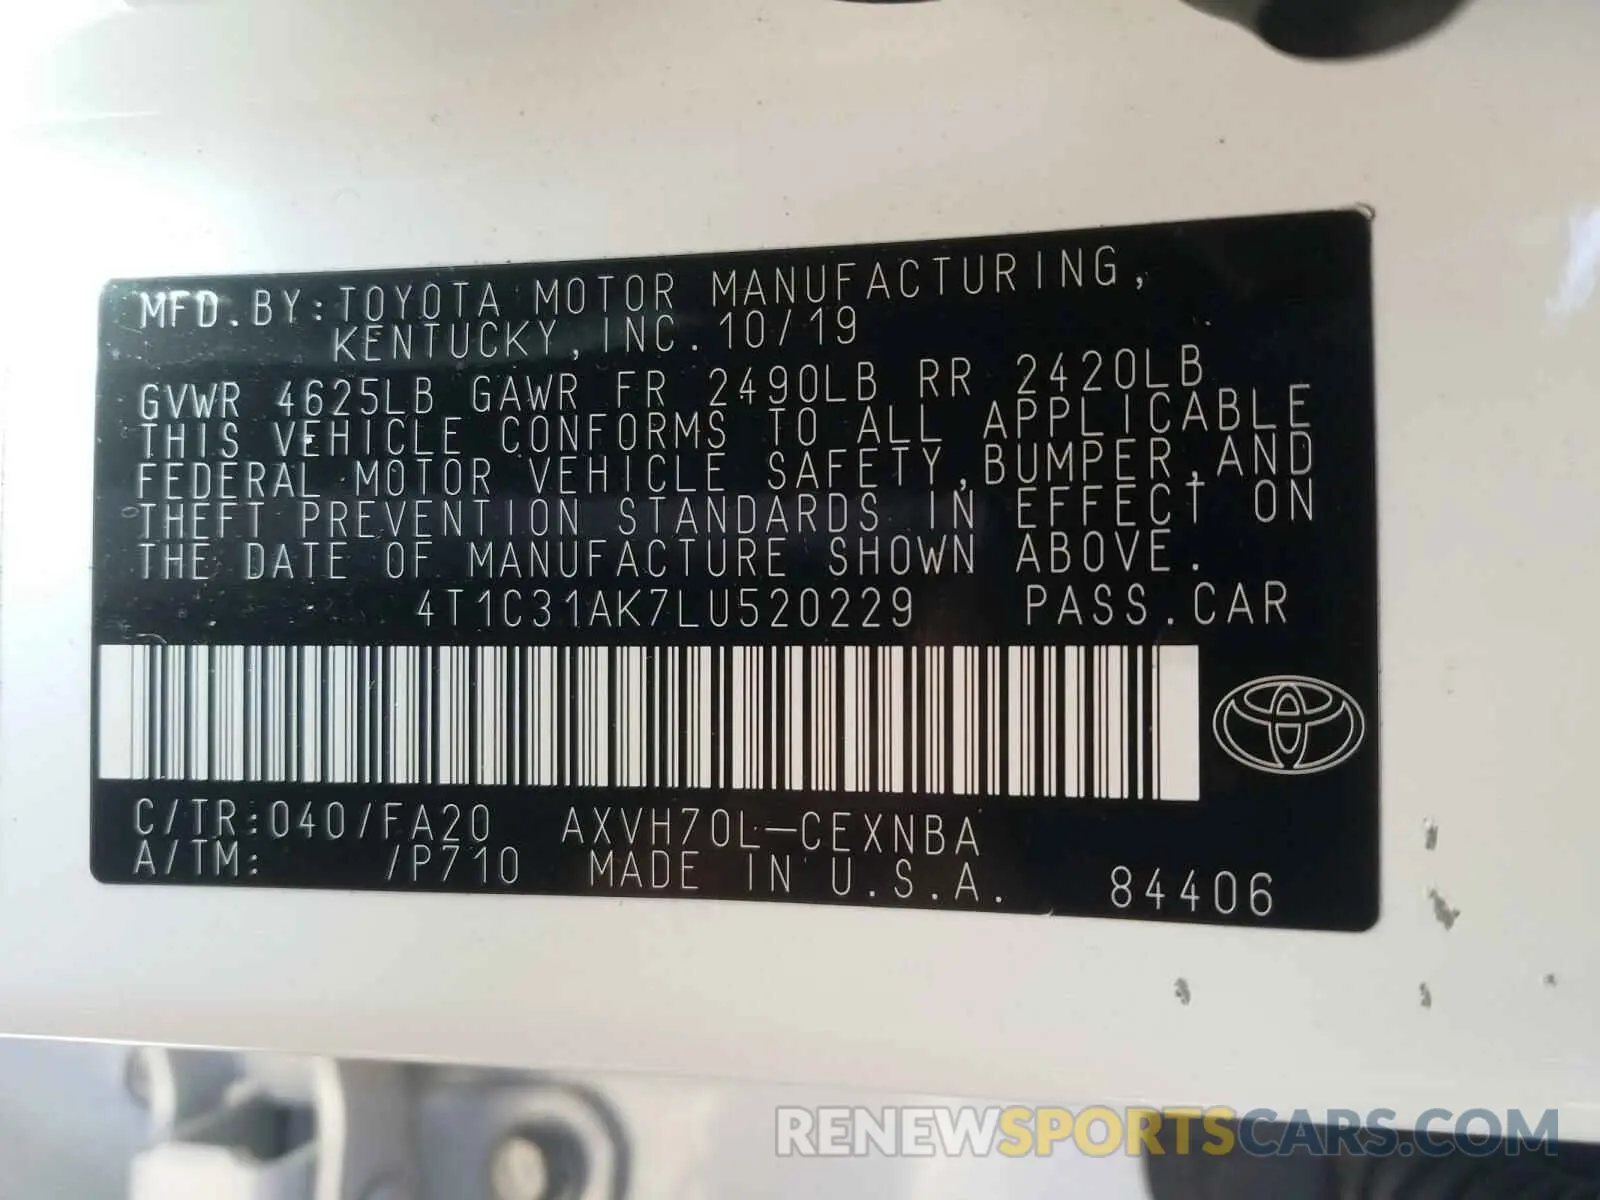 MFD. BY: TOYOTA MOTOR MANUFACTURING,
KENTUCKY, INC. 10/19
GVWR 4625LB GAWR FR 2490LB RR 2420LB
THIS VEHICLE CONFORMS TO ALL APPLICABLE
FEDERAL MOTOR VEHICLE SAFETY, BUMPER, AND
THEFT PREVENTION STANDARDS IN EFFECT ON
THE DATE OF MANUFACTURE SHOWN ABOVE.
4T1C31AK7LU520229 PASS. CAR
C/TR: 040/FA20 AXVH70L-CEXNBA
A/TM: /P710 MADE IN U.S.A. 84406
RENEWSPORTSCARS.COM